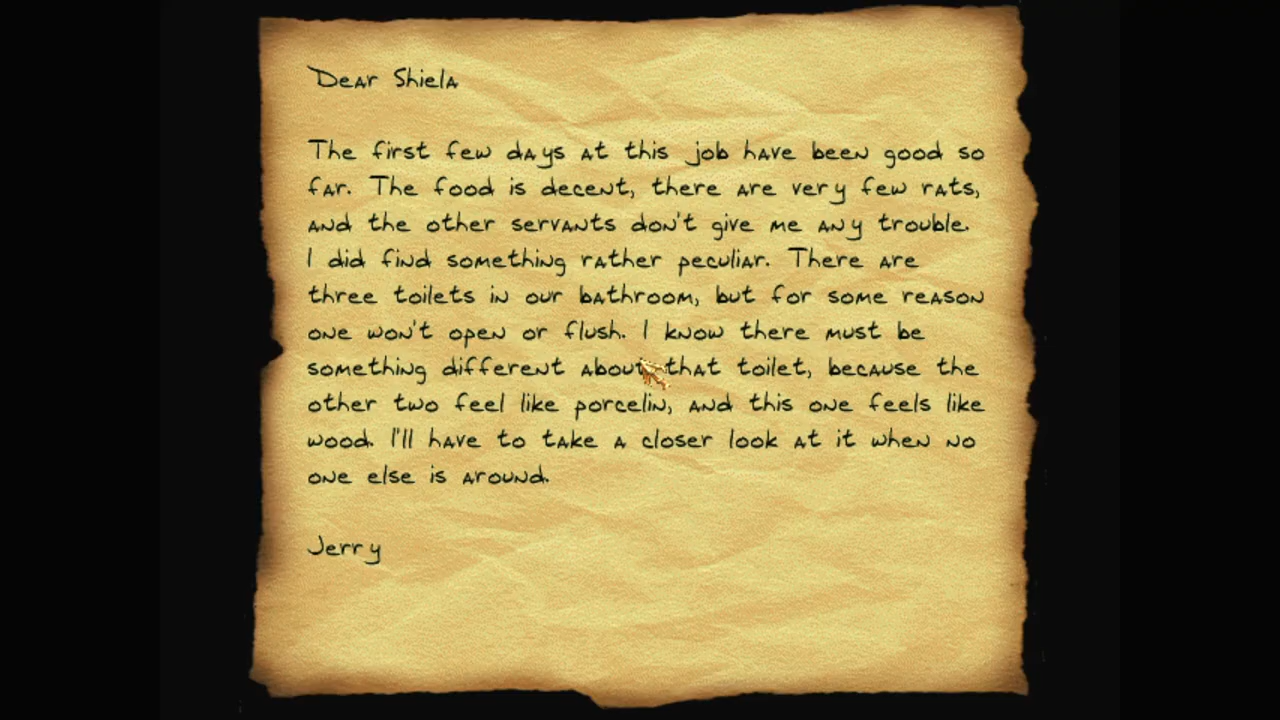 Dear Shiela
The first few days at this job have been good so
far. The food is decent, there are very few rats,
and the other servants don't give me any trouble.
I did find something rather peculiar. There are
three toilets in our bathroom, but for some reason
one won't open or flush. I know there must be
something different about that toilet, because the
other two feel like porcelin, and this one feels like
wood. I'll have to take a closer look at it when no
one else is around.
Jerry